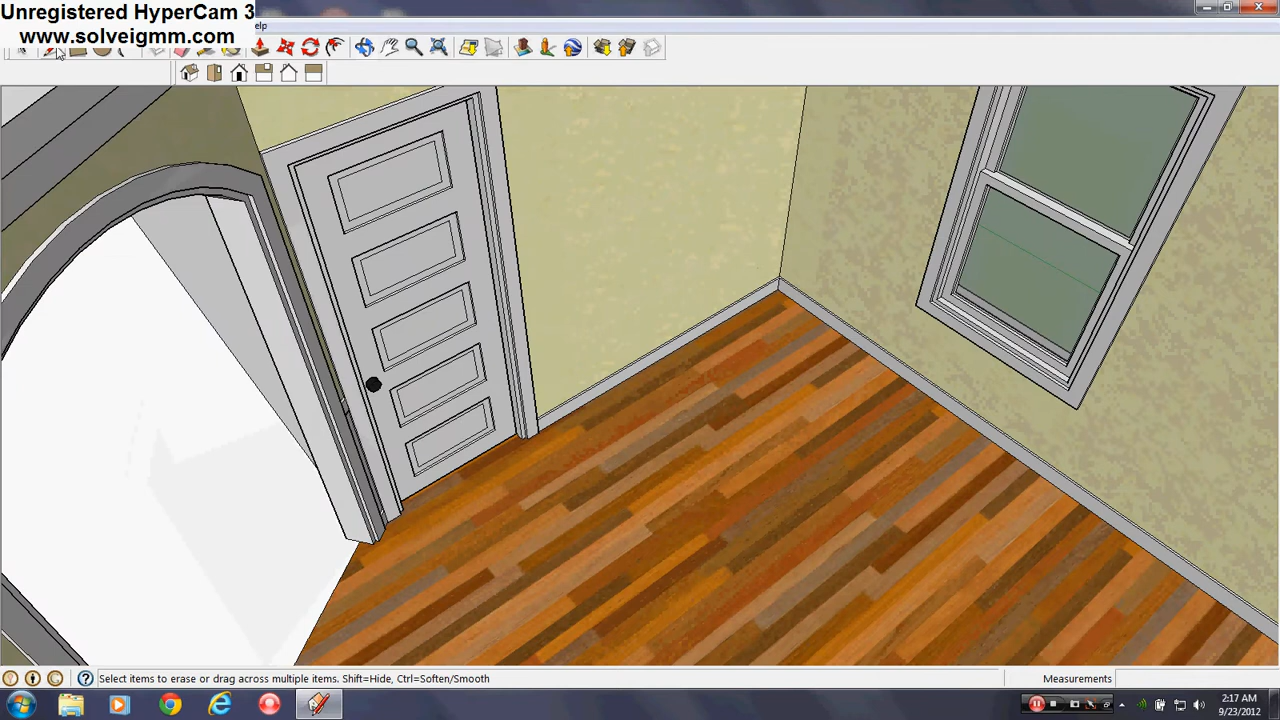 Unregistered HyperCam 3
www.solveigmm.com
elp
Select items to erase or drag across multiple items. Shift=Hide, Ctrl=Soften/Smooth
Measurements
2:17 AM
9/23/2012